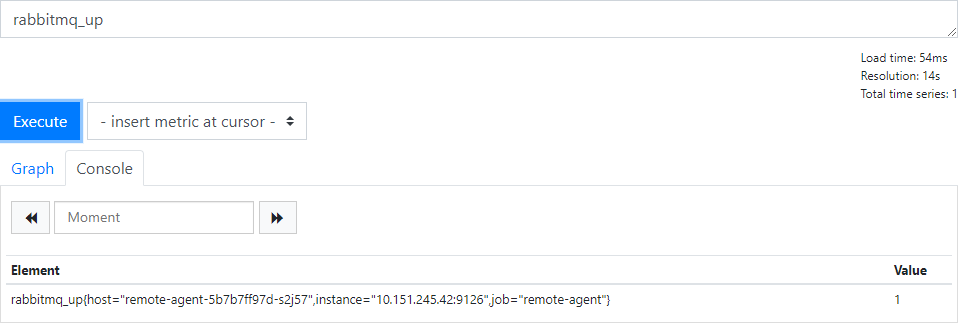 rabbitmq_up
Load time: 54ms
Resolution: 14s
Total time series: 1
Execute
- insert metric at cursor -
Graph
Console
Moment
Element Value
rabbitmq_up{host="remote-agent-5b7b7ff97d-s2j57",instance="10.151.245.42:9126",job="remote-agent"} 1